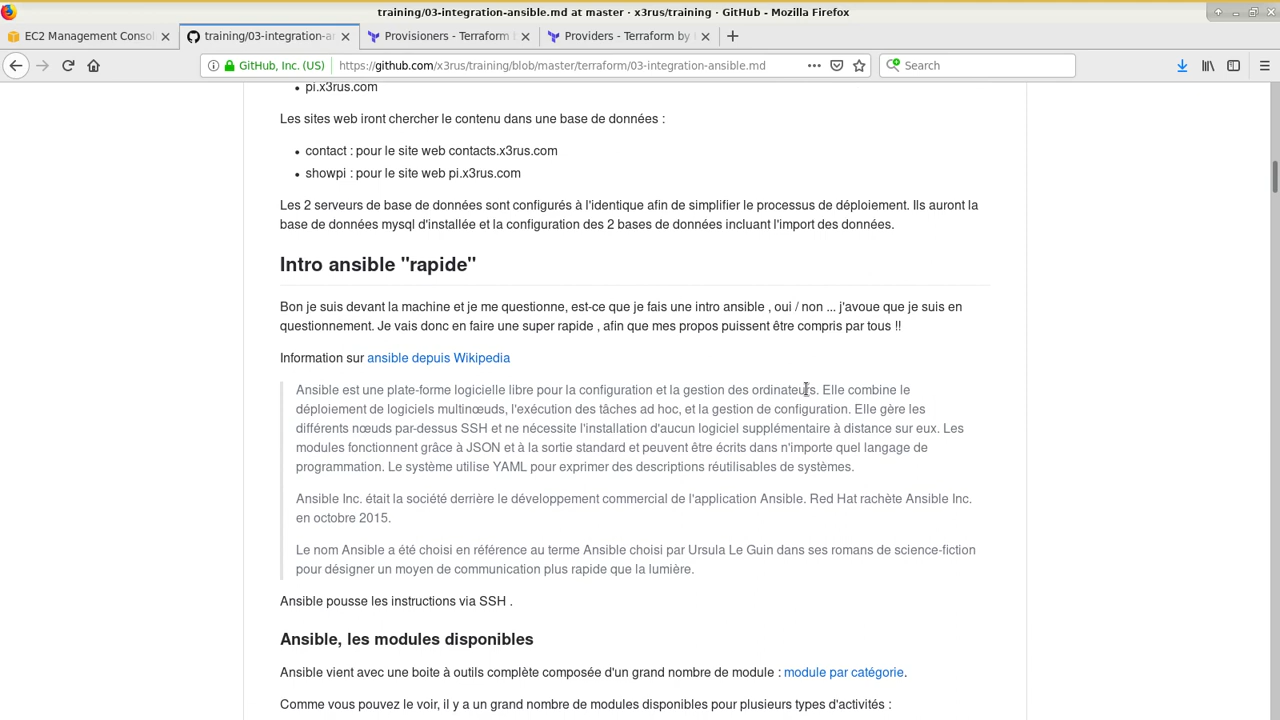 training/03-integration-ansible.md at master · x3rus/training · GitHub - Mozilla Firefox
EC2 Management Consol
training/03-integration-a
Provisioners - Terraform b
Providers - Terraform by
GitHub, Inc. (US)
https://github.com/x3rus/training/blob/master/terraform/03-integration-ansible.md
Search
pi.x3rus.com
Les sites web iront chercher le contenu dans une base de données :
contact : pour le site web contacts.x3rus.com
showpi : pour le site web pi.x3rus.com
Les 2 serveurs de base de données sont configurés à l'identique afin de simplifier le processus de déploiement. Ils auront la
base de données mysql d'installée et la configuration des 2 bases de données incluant l'import des données.
Intro ansible "rapide"
Bon je suis devant la machine et je me questionne, est-ce que je fais une intro ansible , oui / non ... j'avoue que je suis en
questionnement. Je vais donc en faire une super rapide , afin que mes propos puissent être compris par tous !!
Information sur ansible depuis Wikipedia
Ansible est une plate-forme logicielle libre pour la configuration et la gestion des ordinateurs. Elle combine le
déploiement de logiciels multinœuds, l'exécution des tâches ad hoc, et la gestion de configuration. Elle gère les
différents nœuds par-dessus SSH et ne nécessite l'installation d'aucun logiciel supplémentaire à distance sur eux. Les
modules fonctionnent grâce à JSON et à la sortie standard et peuvent être écrits dans n'importe quel langage de
programmation. Le système utilise YAML pour exprimer des descriptions réutilisables de systèmes.
Ansible Inc. était la société derrière le développement commercial de l'application Ansible. Red Hat rachète Ansible Inc.
en octobre 2015.
Le nom Ansible a été choisi en référence au terme Ansible choisi par Ursula Le Guin dans ses romans de science-fiction
pour désigner un moyen de communication plus rapide que la lumière.
Ansible pousse les instructions via SSH .
Ansible, les modules disponibles
Ansible vient avec une boite à outils complète composée d'un grand nombre de module : module par catégorie.
Comme vous pouvez le voir, il y a un grand nombre de modules disponibles pour plusieurs types d'activités :